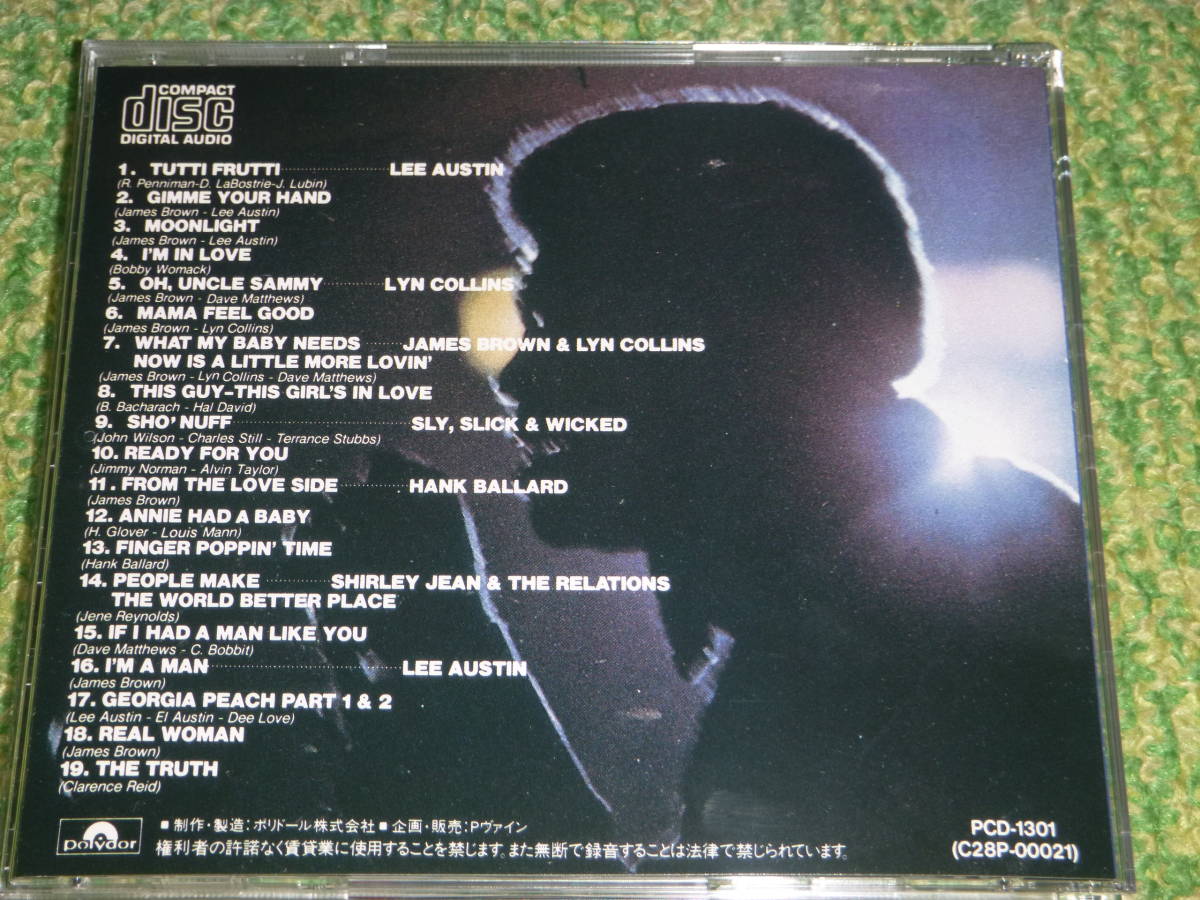 COMPACT
disc
DIGITAL AUDIO
1. TUTTI FRUTTI LEE AUSTIN
(R. Penniman-D. LaBostrie-J. Lubin)
2. GIMME YOUR HAND
(James Brown - Lee Austin)
3. MOONLIGHT
(James Brown - Lee Austin)
4. I'M IN LOVE
(Bobby Womack)
5. OH, UNCLE SAMMY LYN COLLINS
(James Brown - Dave Matthews)
6. MAMA FEEL GOOD
(James Brown - Lyn Collins)
7. WHAT MY BABY NEEDS JAMES BROWN & LYN COLLINS
NOW IS A LITTLE MORE LOVIN'
(James Brown - Lyn Collins - Dave Matthews)
8. THIS GUY-THIS GIRL'S IN LOVE
(B. Bacharach - Hal David)
9. SHO' NUFF SLY, SLICK & WICKED
(John Wilson - Charles Still - Terrance Stubbs)
10. READY FOR YOU
(Jimmy Norman - Alvin Taylor)
11. FROM THE LOVE SIDE HANK BALLARD
(James Brown)
12. ANNIE HAD A BABY
(H. Glover - Louis Mann)
13. FINGER POPPIN' TIME
(Hank Ballard)
14. PEOPLE MAKE SHIRLEY JEAN & THE RELATIONS
THE WORLD BETTER PLACE
(Jene Reynolds)
15. IF I HAD A MAN LIKE YOU
(Dave Matthews - C. Bobbit)
16. I'M A MAN LEE AUSTIN
(James Brown)
17. GEORGIA PEACH PART 1 & 2
(Lee Austin - El Austin - Dee Love)
18. REAL WOMAN
(James Brown)
19. THE TRUTH
(Clarence Reid)
polydor
■制作・製造:ポリドール株式会社■企画・販売:Pヴァイン
権利者の許諾なく賃貸業に使用することを禁じます。また無断で録音することは法律で禁じられています。
PCD-1301
(C28P-00021)